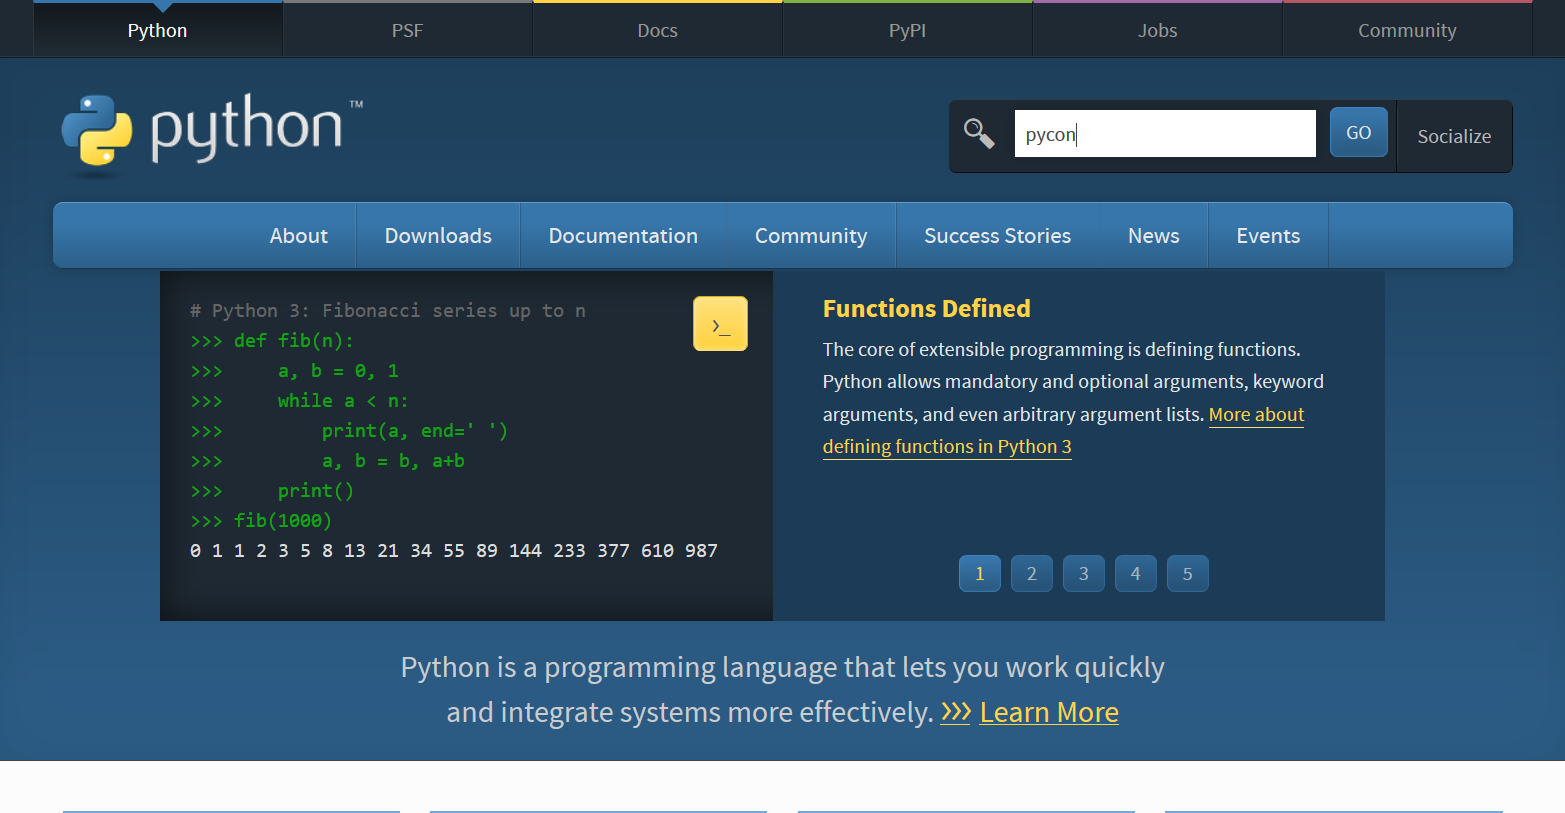 Python
PSF
Docs
PyPI
Jobs
Community
python™
pycon
GO
Socialize
About
Downloads
Documentation
Community
Success Stories
News
Events
# Python 3: Fibonacci series up to n
>>> def fib(n):
>>>     a, b = 0, 1
>>>     while a < n:
>>>         print(a, end=' ')
>>>         a, b = b, a+b
>>>     print()
>>> fib(1000)
0 1 1 2 3 5 8 13 21 34 55 89 144 233 377 610 987
>_
Functions Defined
The core of extensible programming is defining functions.
Python allows mandatory and optional arguments, keyword
arguments, and even arbitrary argument lists. More about
defining functions in Python 3
1
2
3
4
5
Python is a programming language that lets you work quickly
and integrate systems more effectively. >>> Learn More